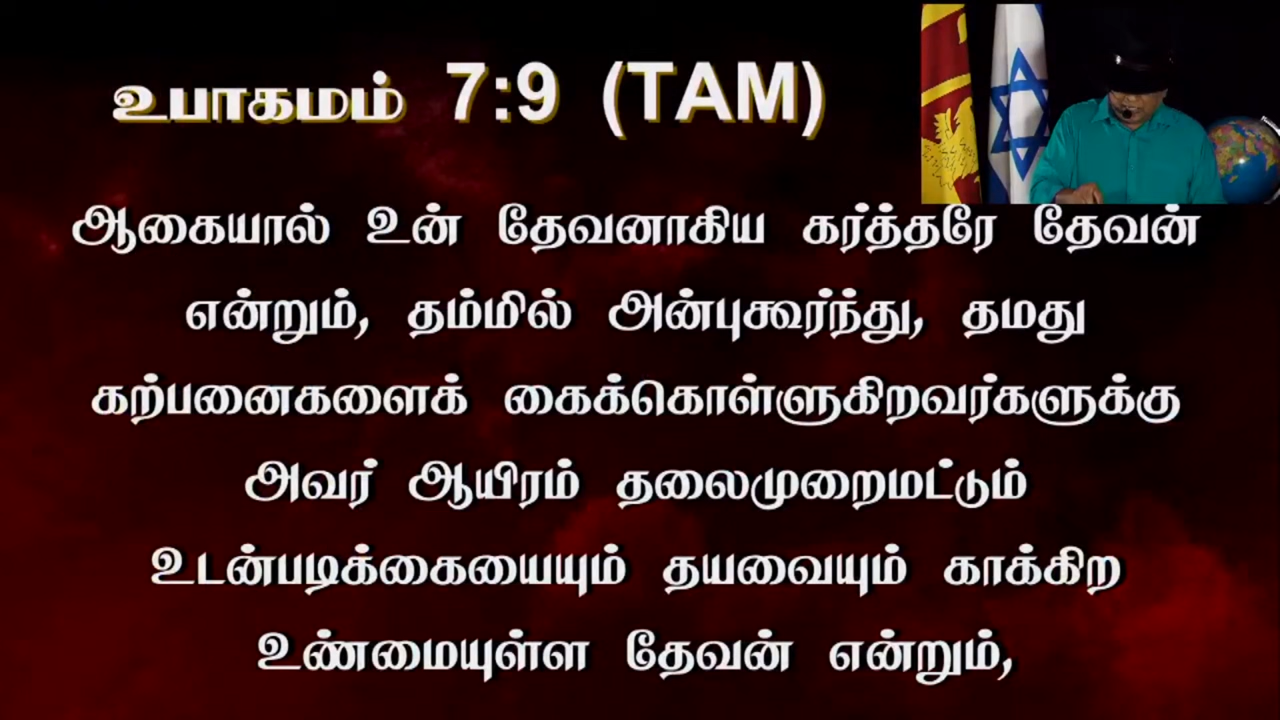 உபாகமம் 7:9 (TAM)
ஆகையால் உன் தேவனாகிய கர்த்தரே தேவன்
என்றும், தம்மில் அன்புகூர்ந்து, தமது
கற்பனைகளைக் கைக்கொள்ளுகிறவர்களுக்கு
அவர் ஆயிரம் தலைமுறைமட்டும்
உடன்படிக்கையையும் தயவையும் காக்கிற
உண்மையுள்ள தேவன் என்றும்,